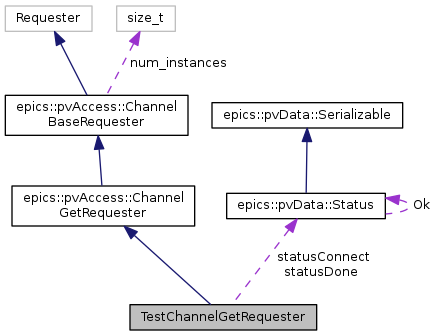 Requester
size_t
num_instances
epics::pvAccess::Channel
BaseRequester
epics::pvData::Serializable
epics::pvAccess::Channel
GetRequester
epics::pvData::Status
Ok
statusConnect
statusDone
TestChannelGetRequester